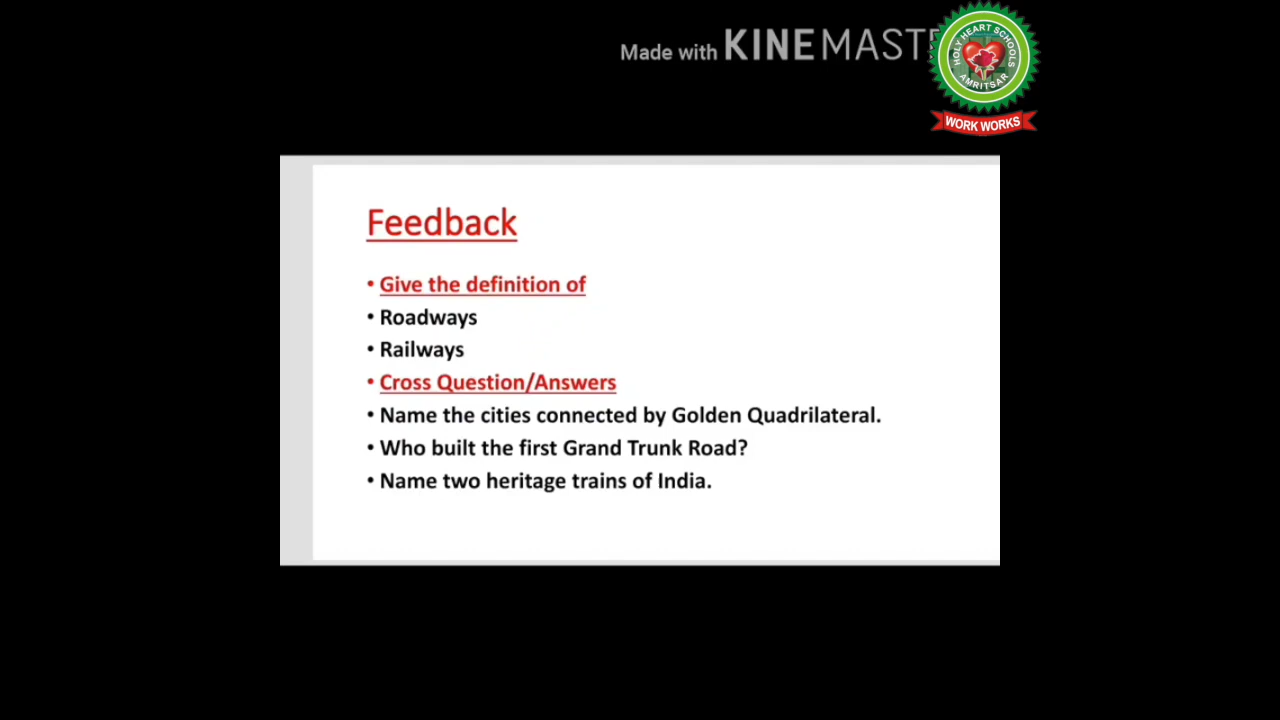 Made with KINEMASTE
HOLY HEART SCHOOLS
AMRITSAR
WORK WORKS
Feedback
• Give the definition of
• Roadways
• Railways
• Cross Question/Answers
• Name the cities connected by Golden Quadrilateral.
• Who built the first Grand Trunk Road?
• Name two heritage trains of India.